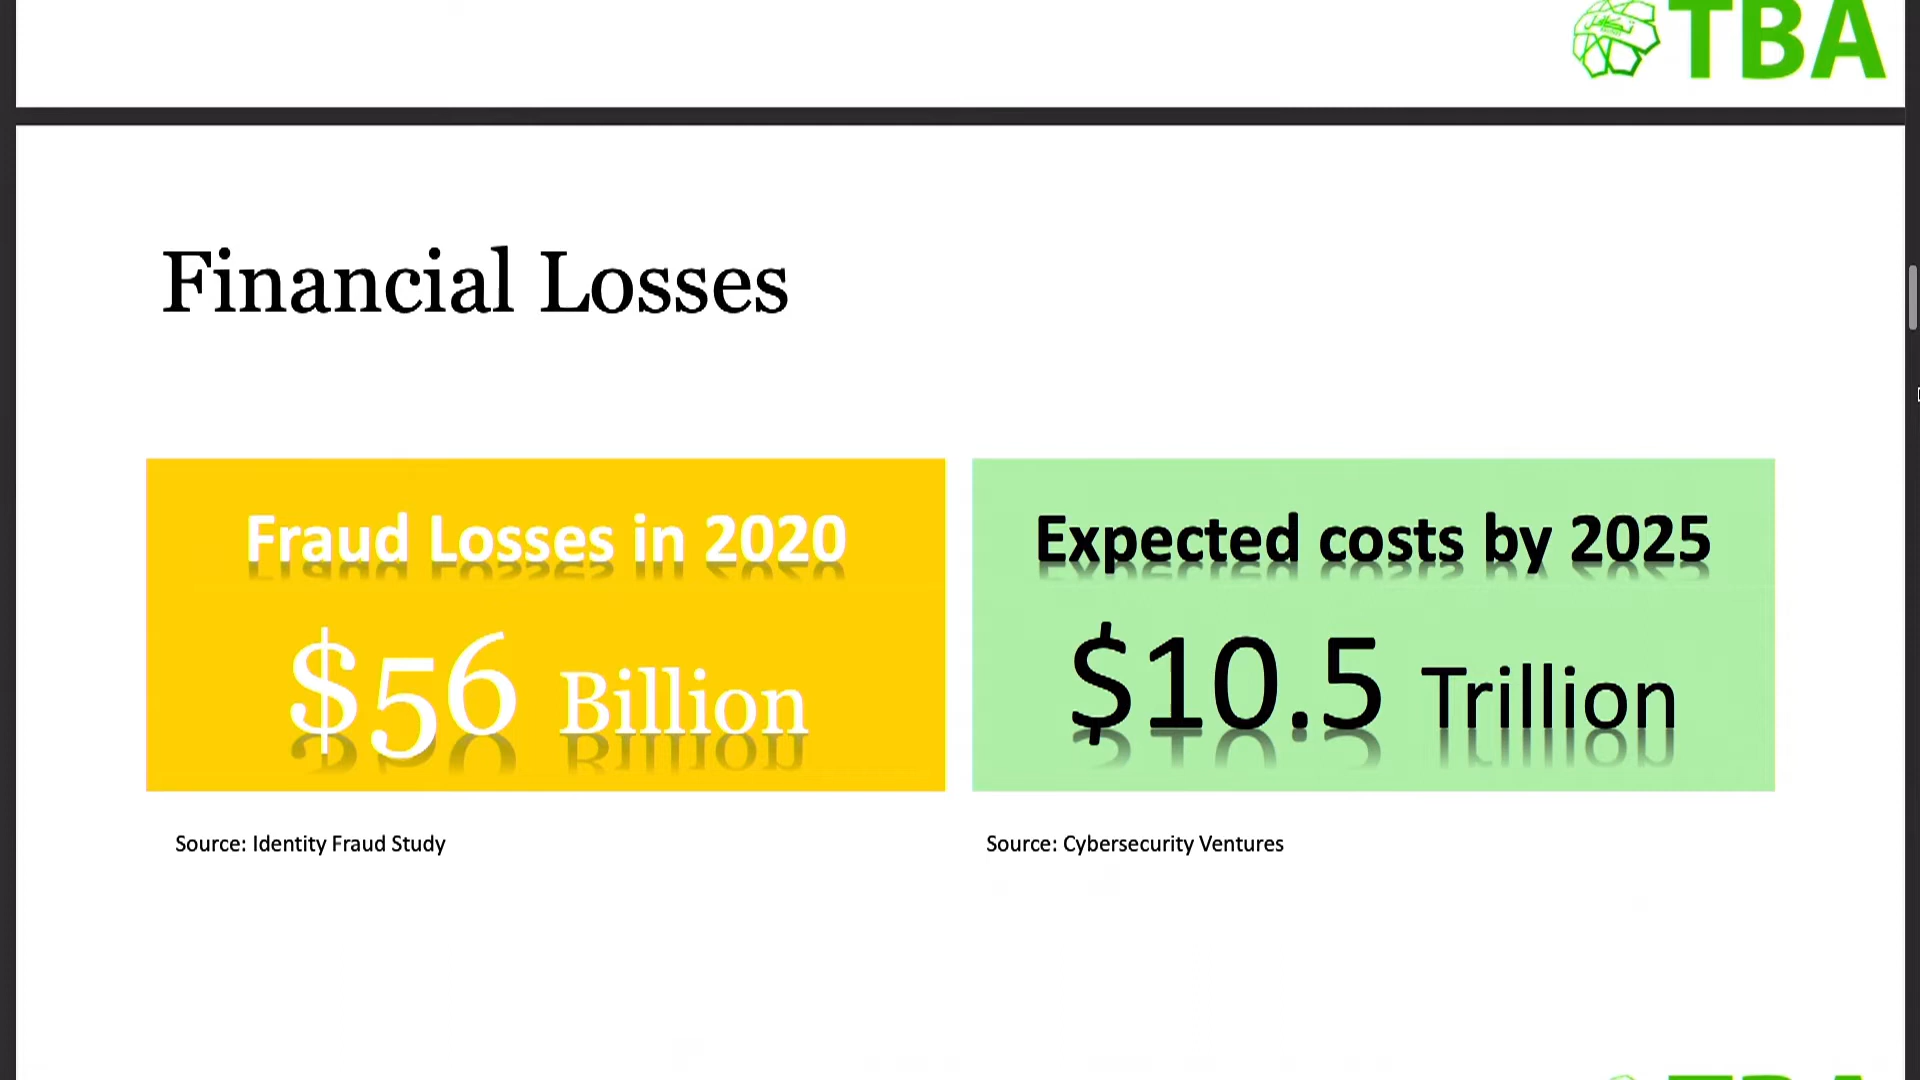 TBA
Financial Losses
Fraud Losses in 2020
$56 Billion
Source: Identity Fraud Study
Expected costs by 2025
$10.5 Trillion
Source: Cybersecurity Ventures